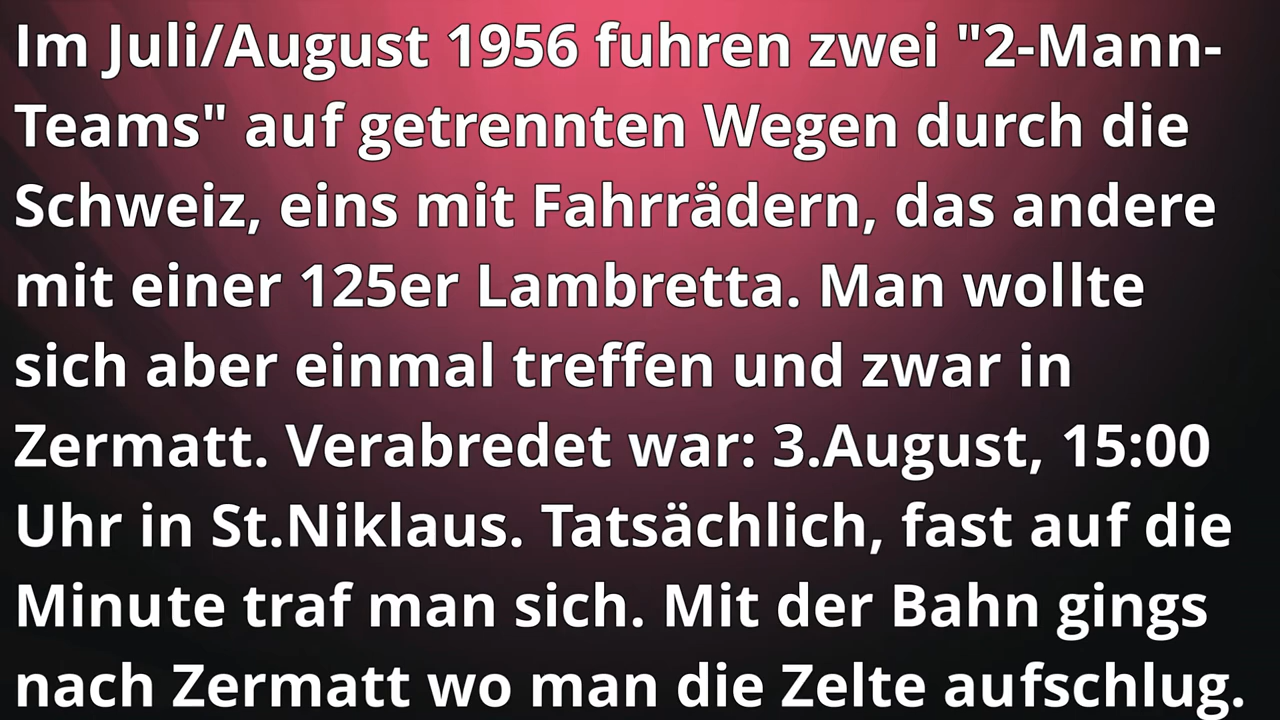 Im Juli/August 1956 fuhren zwei "2-Mann-
Teams" auf getrennten Wegen durch die
Schweiz, eins mit Fahrrädern, das andere
mit einer 125er Lambretta. Man wollte
sich aber einmal treffen und zwar in
Zermatt. Verabredet war: 3.August, 15:00
Uhr in St.Niklaus. Tatsächlich, fast auf die
Minute traf man sich. Mit der Bahn gings
nach Zermatt wo man die Zelte aufschlug.